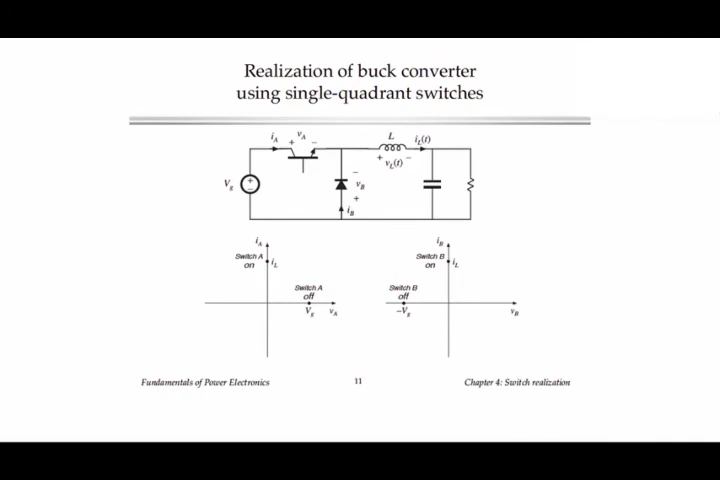 Realization of buck converter
using single-quadrant switches
i_A
v_A
+ −
L
i_L(t)
+ v_L(t) −
V_g
+
−
−
v_B
+
i_B
i_A
Switch A
on
i_L
Switch A
off
V_g
v_A
i_B
Switch B
on
i_L
Switch B
off
−V_g
v_B
Fundamentals of Power Electronics
11
Chapter 4: Switch realization